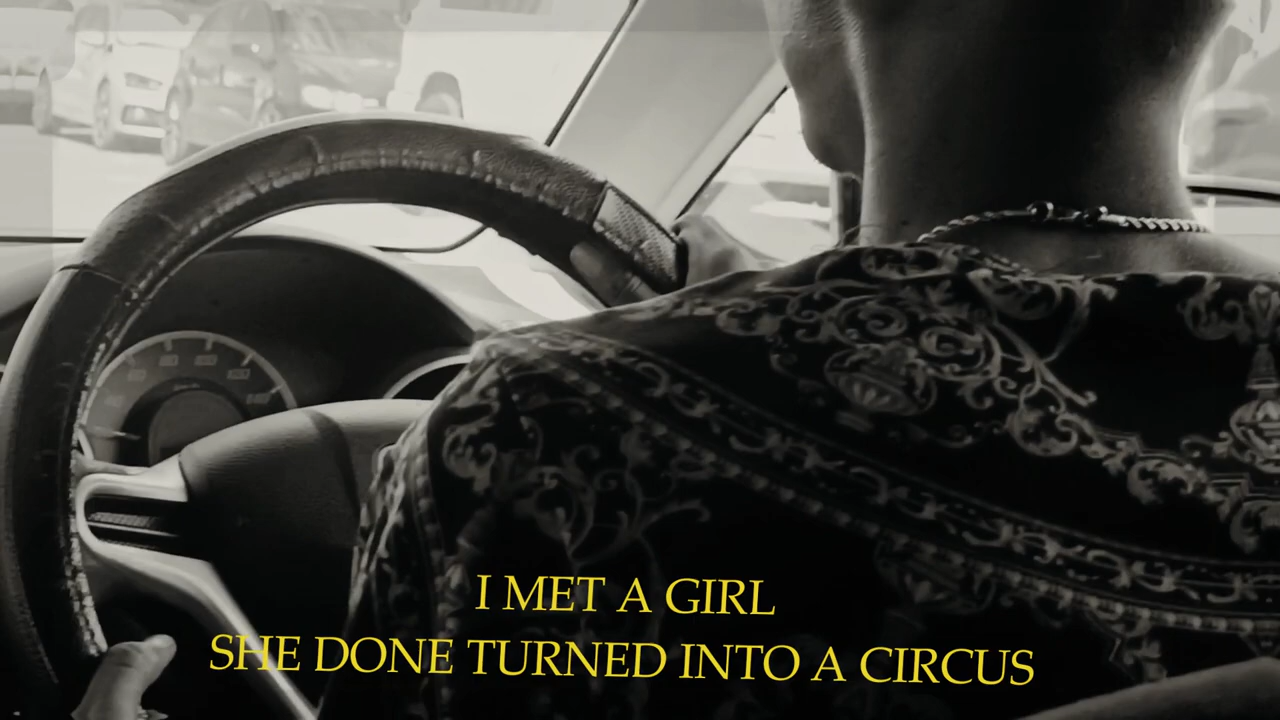 I MET A GIRL
SHE DONE TURNED INTO A CIRCUS